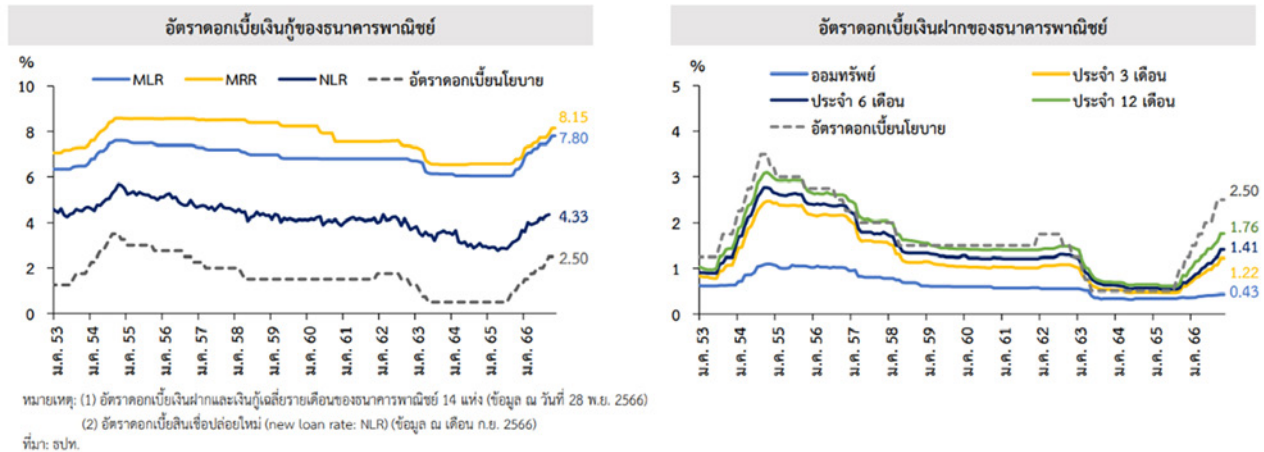 อัตราดอกเบี้ยเงินกู้ของธนาคารพาณิชย์
%
MLR MRR NLR อัตราดอกเบี้ยนโยบาย
10
8
6
4
2
0
8.15
7.80
4.33
2.50
ม.ค. 53
ม.ค. 54
ม.ค. 55
ม.ค. 56
ม.ค. 57
ม.ค. 58
ม.ค. 59
ม.ค. 60
ม.ค. 61
ม.ค. 62
ม.ค. 63
ม.ค. 64
ม.ค. 65
ม.ค. 66
อัตราดอกเบี้ยเงินฝากของธนาคารพาณิชย์
%
ออมทรัพย์ ประจำ 3 เดือน
ประจำ 6 เดือน ประจำ 12 เดือน
อัตราดอกเบี้ยนโยบาย
5
4
3
2
1
0
2.50
1.76
1.41
1.22
0.43
ม.ค. 53
ม.ค. 54
ม.ค. 55
ม.ค. 56
ม.ค. 57
ม.ค. 58
ม.ค. 59
ม.ค. 60
ม.ค. 61
ม.ค. 62
ม.ค. 63
ม.ค. 64
ม.ค. 65
ม.ค. 66
หมายเหตุ: (1) อัตราดอกเบี้ยเงินฝากและเงินกู้เฉลี่ยรายเดือนของธนาคารพาณิชย์ 14 แห่ง (ข้อมูล ณ วันที่ 28 พ.ย. 2566)
(2) อัตราดอกเบี้ยสินเชื่อปล่อยใหม่ (new loan rate: NLR) (ข้อมูล ณ เดือน ก.ย. 2566)
ที่มา: ธปท.